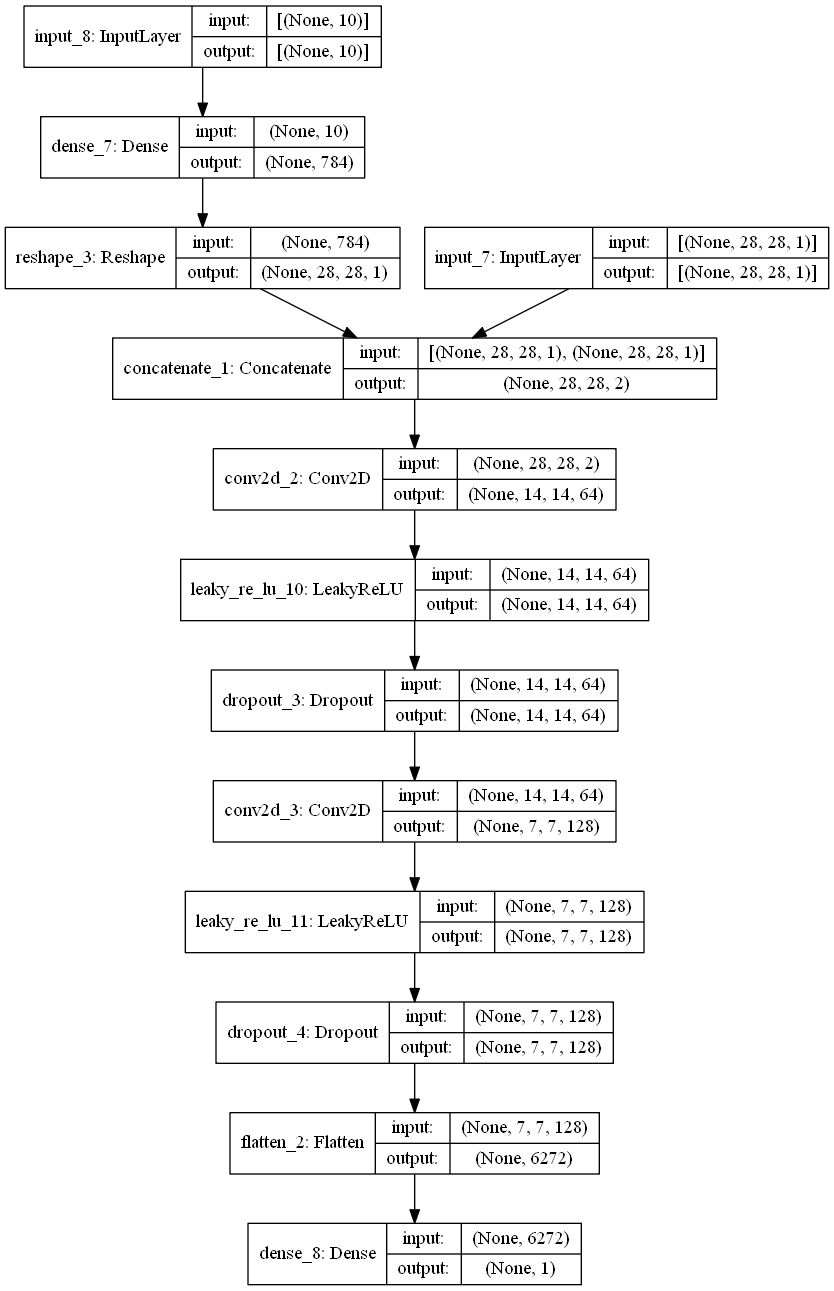 input_8: InputLayer
input: [(None, 10)]
output: [(None, 10)]
dense_7: Dense
input: (None, 10)
output: (None, 784)
reshape_3: Reshape
input: (None, 784)
output: (None, 28, 28, 1)
input_7: InputLayer
input: [(None, 28, 28, 1)]
output: [(None, 28, 28, 1)]
concatenate_1: Concatenate
input: [(None, 28, 28, 1), (None, 28, 28, 1)]
output: (None, 28, 28, 2)
conv2d_2: Conv2D
input: (None, 28, 28, 2)
output: (None, 14, 14, 64)
leaky_re_lu_10: LeakyReLU
input: (None, 14, 14, 64)
output: (None, 14, 14, 64)
dropout_3: Dropout
input: (None, 14, 14, 64)
output: (None, 14, 14, 64)
conv2d_3: Conv2D
input: (None, 14, 14, 64)
output: (None, 7, 7, 128)
leaky_re_lu_11: LeakyReLU
input: (None, 7, 7, 128)
output: (None, 7, 7, 128)
dropout_4: Dropout
input: (None, 7, 7, 128)
output: (None, 7, 7, 128)
flatten_2: Flatten
input: (None, 7, 7, 128)
output: (None, 6272)
dense_8: Dense
input: (None, 6272)
output: (None, 1)